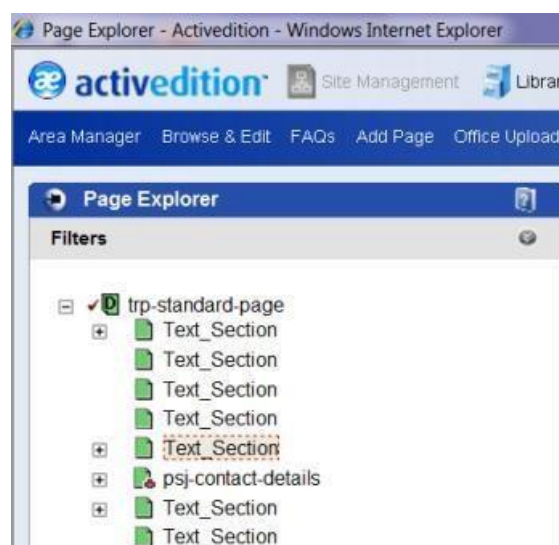 Page Explorer - Activedition - Windows Internet Explorer
activedition Site Management
Area Manager Browse & Edit FAQs Add Page Office Upload
Page Explorer
Filters
trp-standard-page
Text_Section
Text_Section
Text_Section
Text_Section
Text_Section
psj-contact-details
Text_Section
Text_Section